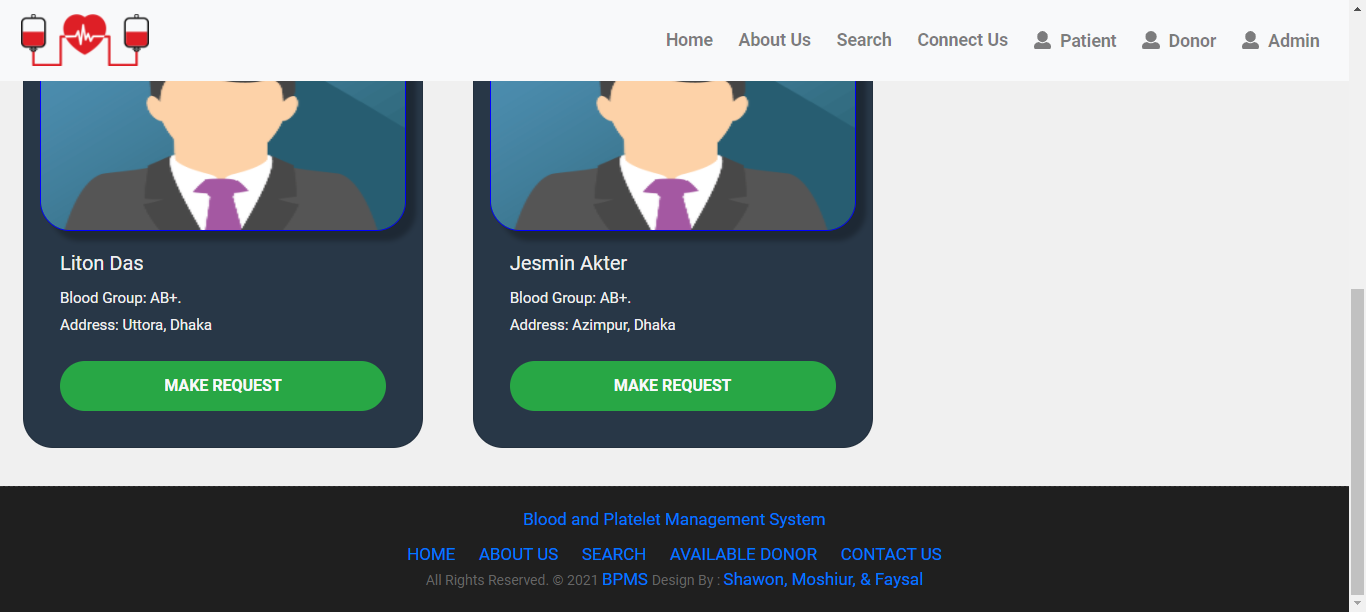 Home About Us Search Connect Us Patient Donor Admin
Liton Das
Blood Group: AB+.
Address: Uttora, Dhaka
MAKE REQUEST
Jesmin Akter
Blood Group: AB+.
Address: Azimpur, Dhaka
MAKE REQUEST
Blood and Platelet Management System
HOME ABOUT US SEARCH AVAILABLE DONOR CONTACT US
All Rights Reserved. © 2021 BPMS Design By : Shawon, Moshiur, & Faysal